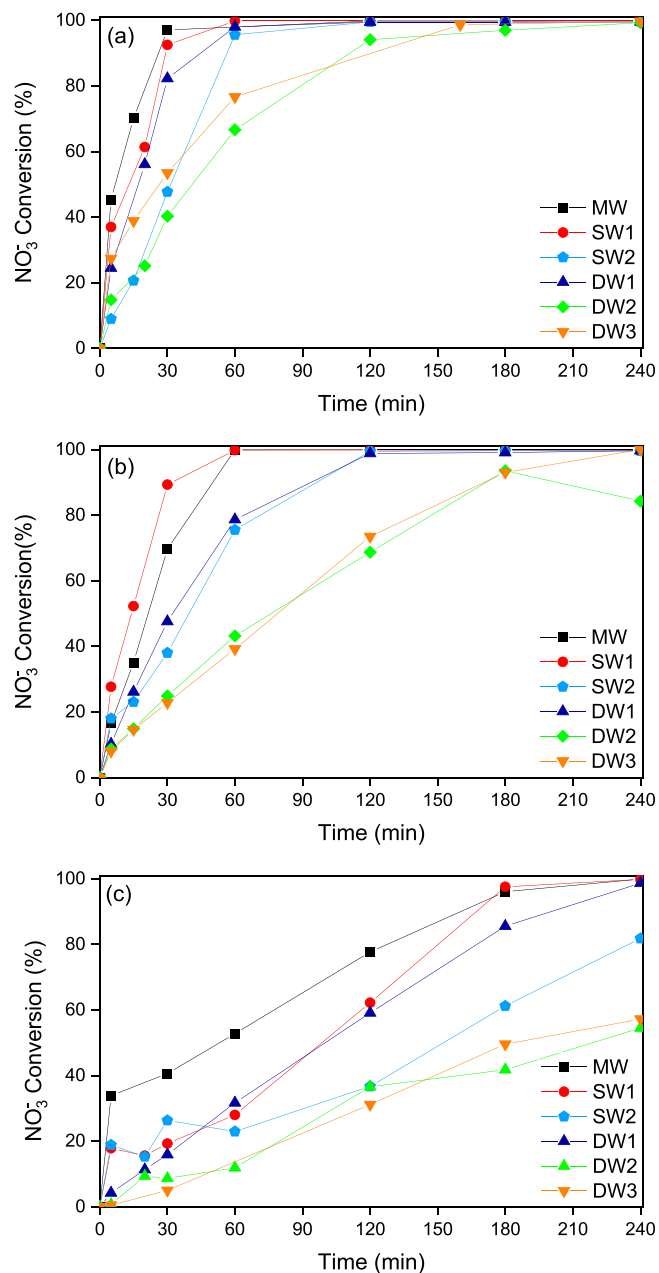 (a)
NO₃⁻ Conversion (%)
100
80
60
40
20
0
MW
SW1
SW2
DW1
DW2
DW3
0 30 60 90 120 150 180 210 240
Time (min)
(b)
NO₃⁻ Conversion(%)
100
80
60
40
20
0
MW
SW1
SW2
DW1
DW2
DW3
0 30 60 90 120 150 180 210 240
Time (min)
(c)
NO₃⁻ Conversion (%)
100
80
60
40
20
0
MW
SW1
SW2
DW1
DW2
DW3
0 30 60 90 120 150 180 210 240
Time (min)